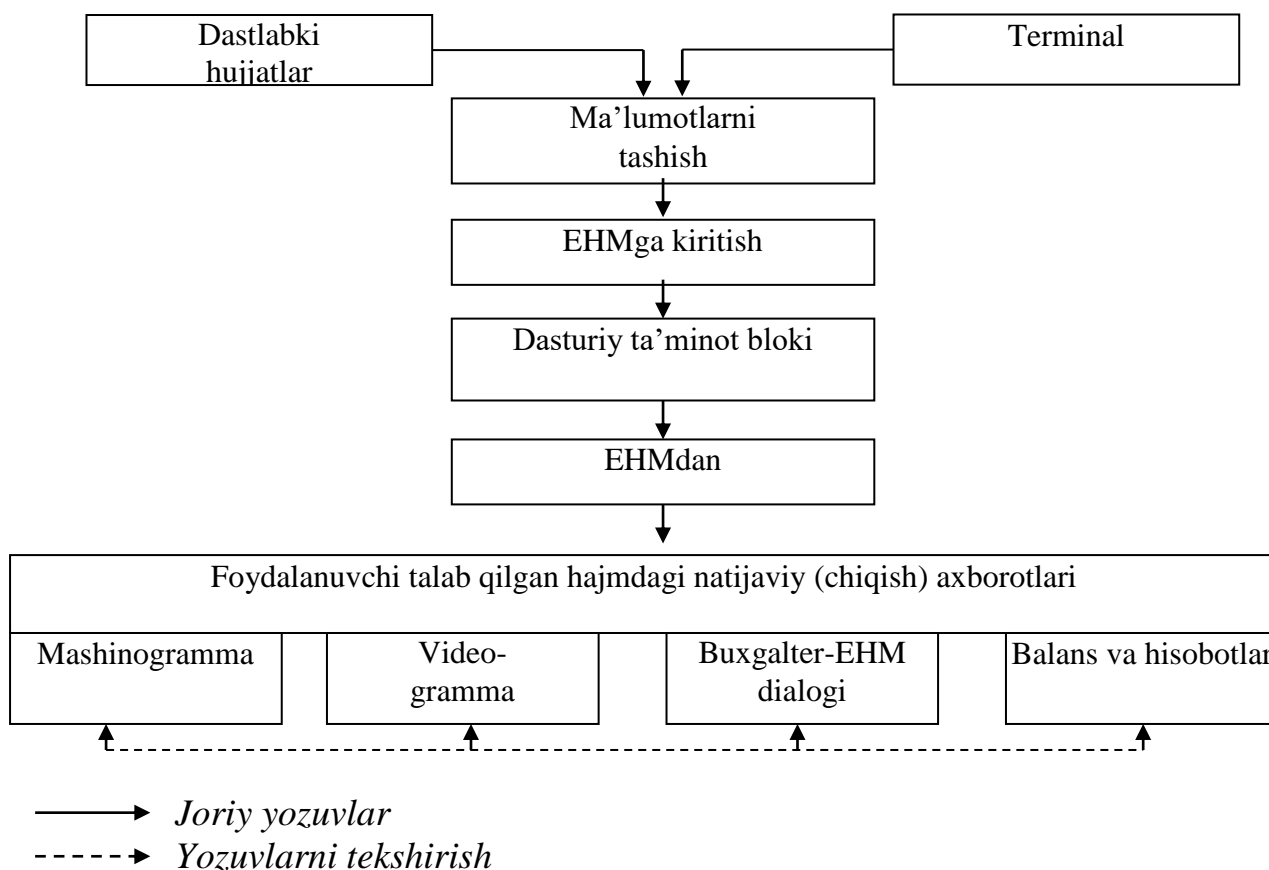 Dastlabki
hujjatlar
Terminal
Ma’lumotlarni
tashish
EHMga kiritish
Dasturiy ta’minot bloki
EHMdan
Foydalanuvchi talab qilgan hajmdagi natijaviy (chiqish) axborotlari
Mashinogramma
Video-
gramma
Buxgalter-EHM
dialogi
Balans va hisobotlar
Joriy yozuvlar
Yozuvlarni tekshirish